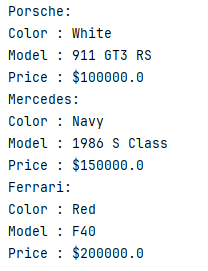 Porsche:
Color : White
Model : 911 GT3 RS
Price : $100000.0
Mercedes:
Color : Navy
Model : 1986 S Class
Price : $150000.0
Ferrari:
Color : Red
Model : F40
Price : $200000.0